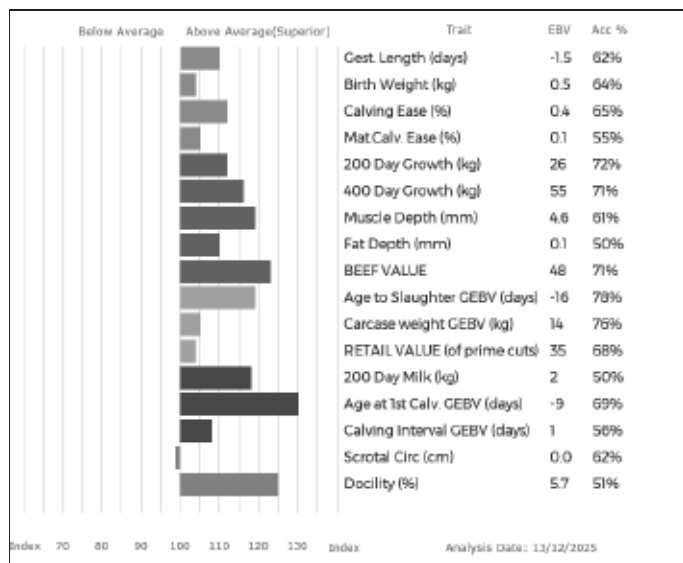 Below Average Above Average(Superior) Trait EBV Acc %
Gest. Length (days) -1.5 62%
Birth Weight (kg) 0.5 64%
Calving Ease (%) 0.4 65%
Mat.Calv. Ease (%) 0.1 55%
200 Day Growth (kg) 26 72%
400 Day Growth (kg) 55 71%
Muscle Depth (mm) 4.6 61%
Fat Depth (mm) 0.1 50%
BEEF VALUE 48 71%
Age to Slaughter GEBV (days) -16 78%
Carcase weight GEBV (kg) 14 76%
RETAIL VALUE (of prime cuts) 35 68%
200 Day Milk (kg) 2 50%
Age at 1st Calv. GEBV (days) -9 69%
Calving Interval GEBV (days) 1 56%
Scrotal Circ (cm) 0.0 62%
Docility (%) 5.7 51%
Index 70 80 90 100 110 120 130 Index Analysis Date: 13/12/2025